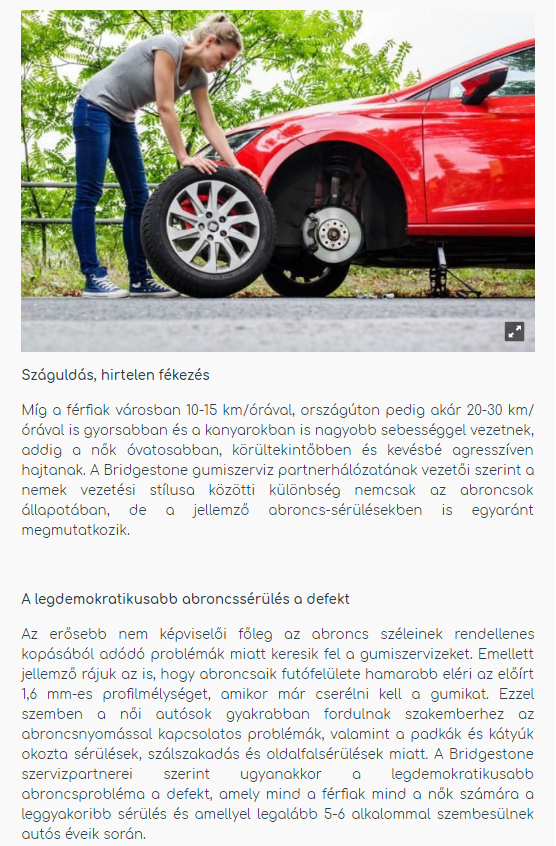 Száguldás, hirtelen fékezés
Míg a férfiak városban 10-15 km/órával, országúton pedig akár 20-30 km/
órával is gyorsabban és a kanyarokban is nagyobb sebességgel vezetnek,
addig a nők óvatosabban, körültekintőbben és kevésbé agresszíven
hajtanak. A Bridgestone gumiszerviz partnerhálózatának vezetői szerint a
nemek vezetési stílusa közötti különbség nemcsak az abroncsok
állapotában, de a jellemző abroncs-sérülésekben is egyaránt
megmutatkozik.
A legdemokratikusabb abroncssérülés a defekt
Az erősebb nem képviselői főleg az abroncs széleinek rendellenes
kopásából adódó problémák miatt keresik fel a gumiszervizeket. Emellett
jellemző rájuk az is, hogy abroncsaik futófelülete hamarabb eléri az előírt
1,6 mm-es profilmélységet, amikor már cserélni kell a gumikat. Ezzel
szemben a női autósok gyakrabban fordulnak szakemberhez az
abroncsnyomással kapcsolatos problémák, valamint a padkák és kátyúk
okozta sérülések, szálszakadás és oldalfalsérülések miatt. A Bridgestone
szervizpartnerei szerint ugyanakkor a legdemokratikusabb
abroncsprobléma a defekt, amely mind a férfiak mind a nők számára a
leggyakoribb sérülés és amellyel legalább 5-6 alkalommal szembesülnek
autós éveik során.